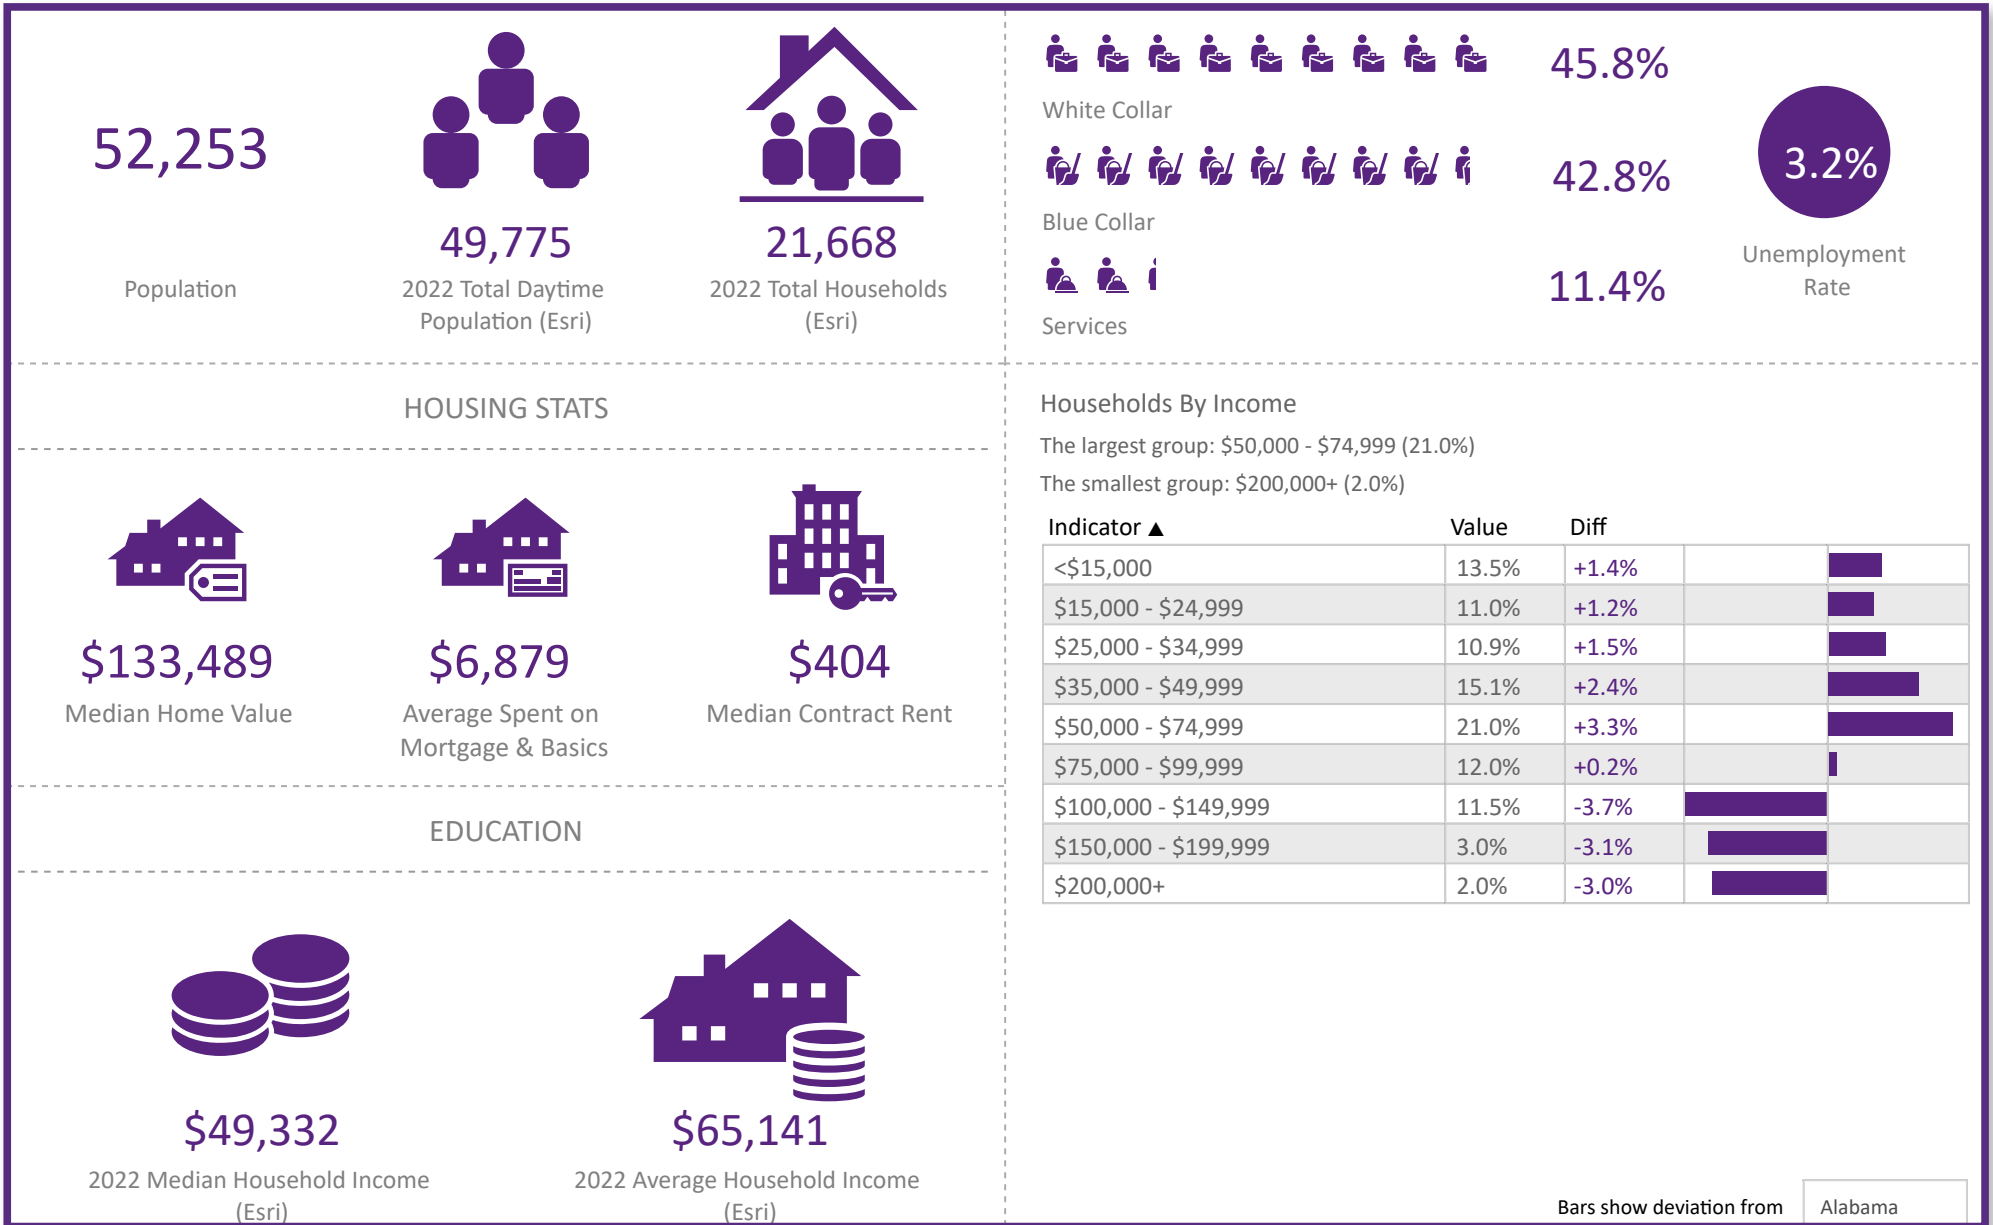 52,253
Population
49,775
2022 Total Daytime
Population (Esri)
21,668
2022 Total Households
(Esri)
45.8%
White Collar
42.8%
Blue Collar
11.4%
Services
3.2%
Unemployment
Rate
HOUSING STATS
$133,489
Median Home Value
$6,879
Average Spent on
Mortgage & Basics
$404
Median Contract Rent
EDUCATION
$49,332
2022 Median Household Income
(Esri)
$65,141
2022 Average Household Income
(Esri)
Households By Income
The largest group: $50,000 - $74,999 (21.0%)
The smallest group: $200,000+ (2.0%)
Indicator ▲ Value Diff
<$15,000 13.5% +1.4%
$15,000 - $24,999 11.0% +1.2%
$25,000 - $34,999 10.9% +1.5%
$35,000 - $49,999 15.1% +2.4%
$50,000 - $74,999 21.0% +3.3%
$75,000 - $99,999 12.0% +0.2%
$100,000 - $149,999 11.5% -3.7%
$150,000 - $199,999 3.0% -3.1%
$200,000+ 2.0% -3.0%
Bars show deviation from Alabama